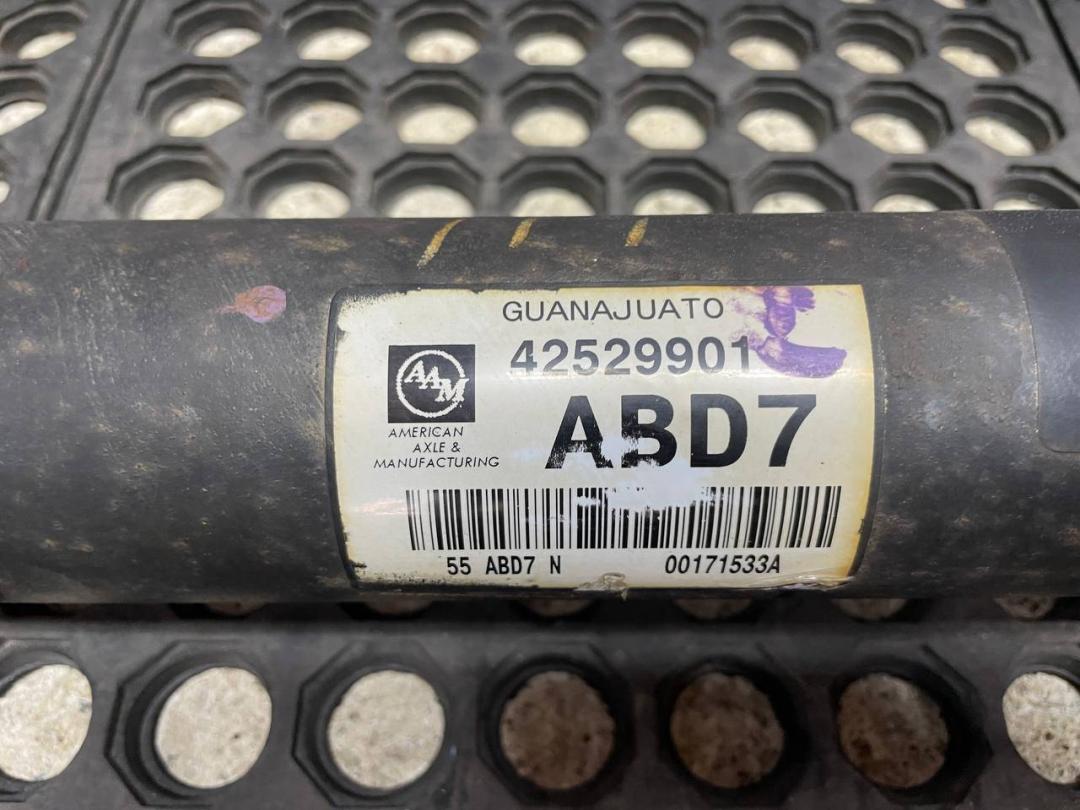 GUANAJUATO
42529901
ABD7
AAM
AMERICAN
AXLE &
MANUFACTURING
55 ABD7 N 00171533A